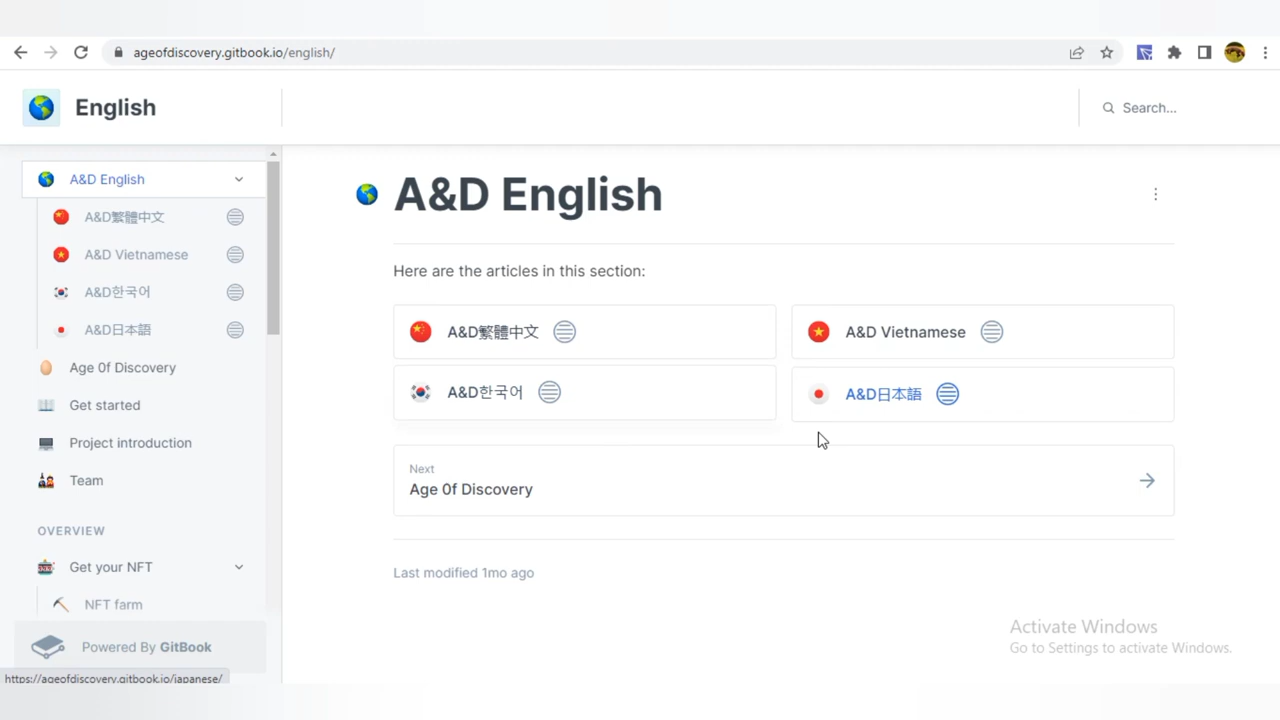 ageofdiscovery.gitbook.io/english/
English
Search...
A&D English
A&D繁體中文
A&D Vietnamese
A&D한국어
A&D日本語
Age 0f Discovery
Get started
Project introduction
Team
OVERVIEW
Get your NFT
NFT farm
Powered By GitBook
https://ageofdiscovery.gitbook.io/japanese/
A&D English
Here are the articles in this section:
A&D繁體中文
A&D Vietnamese
A&D한국어
A&D日本語
Next
Age 0f Discovery
Last modified 1mo ago
Activate Windows
Go to Settings to activate Windows.